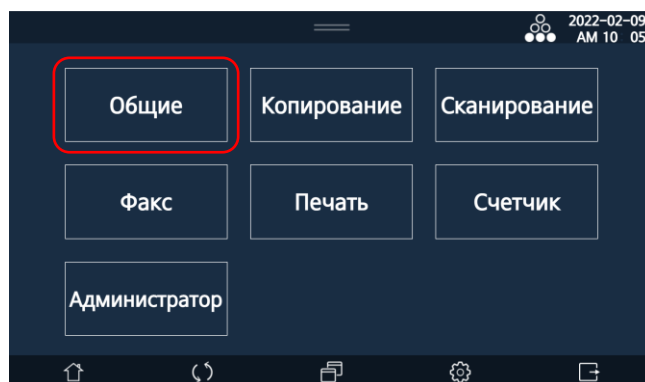 2022-02-09
AM 10 05
Общие
Копирование
Сканирование
Факс
Печать
Счетчик
Администратор